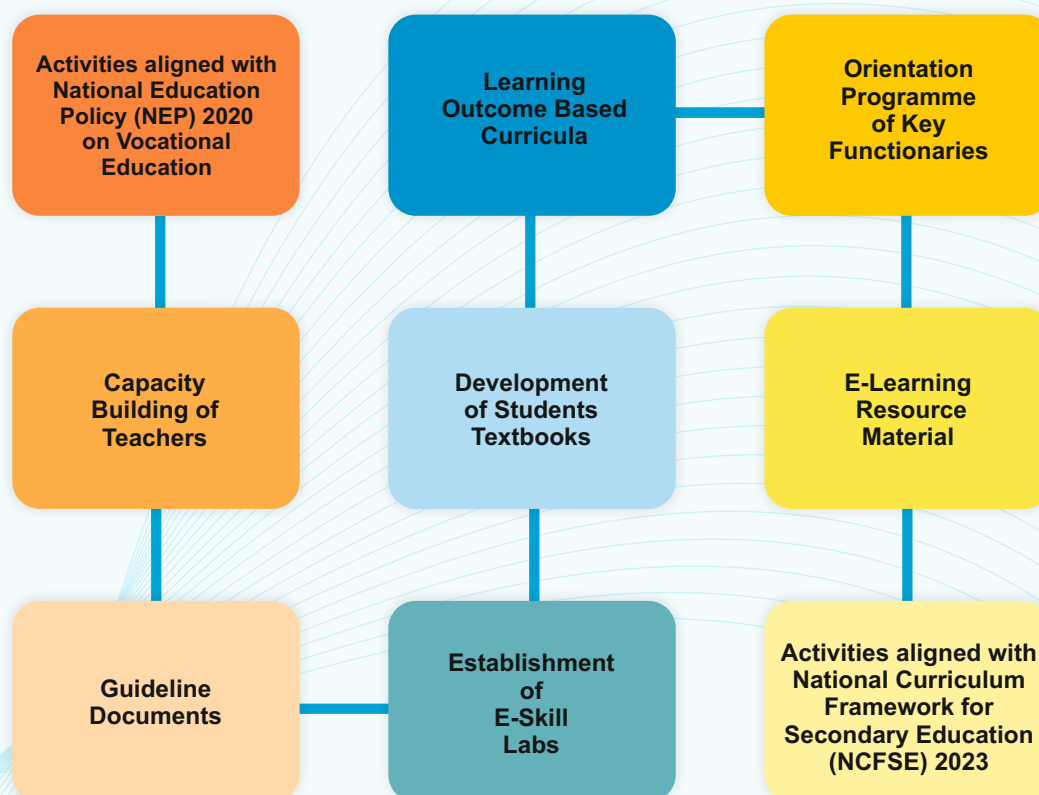 Activities aligned with
National Education
Policy (NEP) 2020
on Vocational
Education
Learning
Outcome Based
Curricula
Orientation
Programme
of Key
Functionaries
Capacity
Building of
Teachers
Development
of Students
Textbooks
E-Learning
Resource
Material
Guideline
Documents
Establishment
of
E-Skill
Labs
Activities aligned with
National Curriculum
Framework for
Secondary Education
(NCFSE) 2023